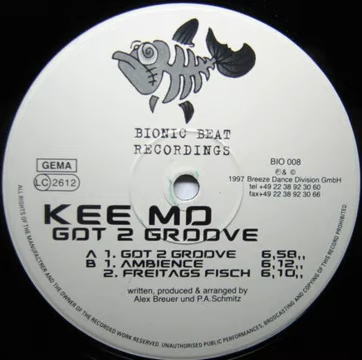 BIONIC BEAT
RECORDINGS
BIO 008
℗ & ©
1997 Breeze Dance Division GmbH
tel +49 22 38 92 30 60
fax+49 22 38 92 30 66
GEMA
LC 2612
KEE MO
GOT 2 GROOVE
A 1. GOT 2 GROOVE 6,58,,
B 1. AMBIENCE 6,12,,
2. FREITAGS FISCH 6,10,,
written, produced & arranged by
Alex Breuer und P.A.Schmitz
ALL RIGHTS OF THE MANUFACTURER AND THE OWNER OF THE RECORDED WORK RESERVED. UNAUTHORISED PUBLIC PERFORMANCES, BROADCASTING AND COPYING OF THIS RECORD